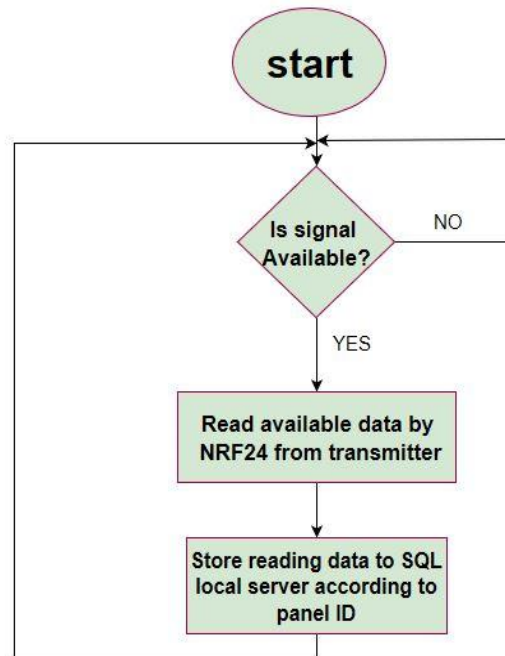 start
Is signal
Available?
NO
YES
Read available data by
NRF24 from transmitter
Store reading data to SQL
local server according to
panel ID